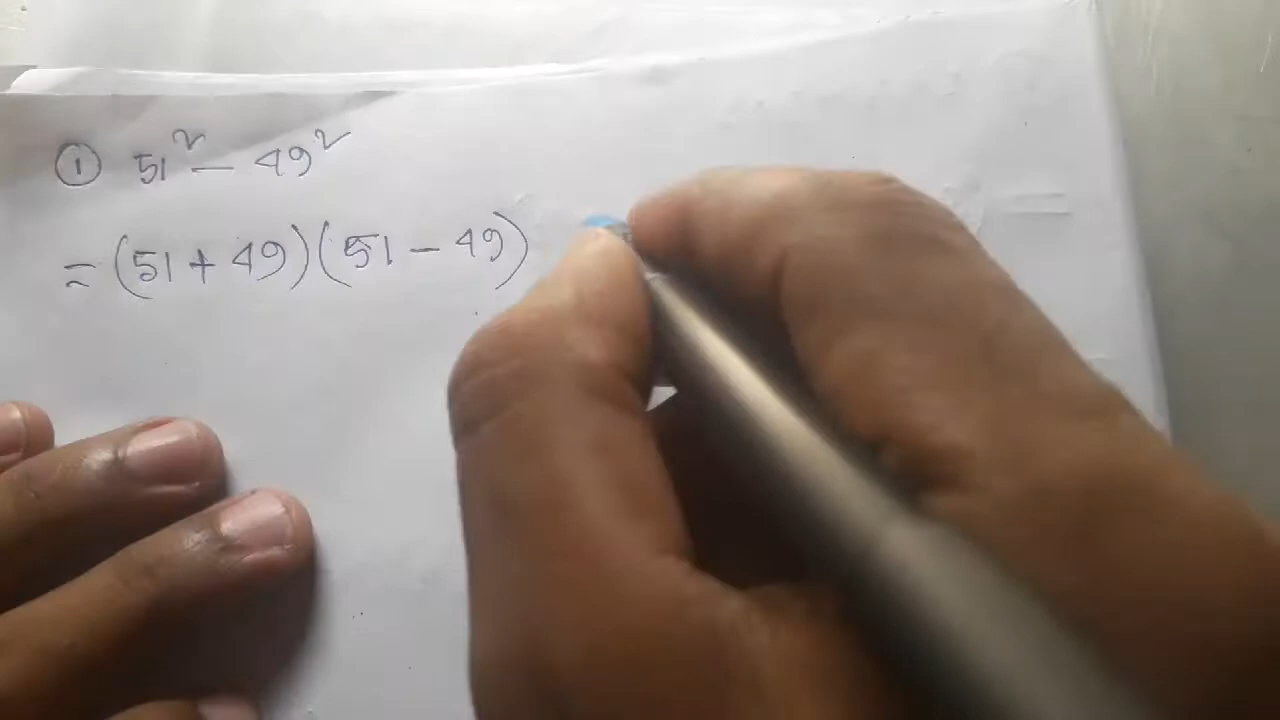 ① 51² - 49²
= (51 + 49)(51 - 49)